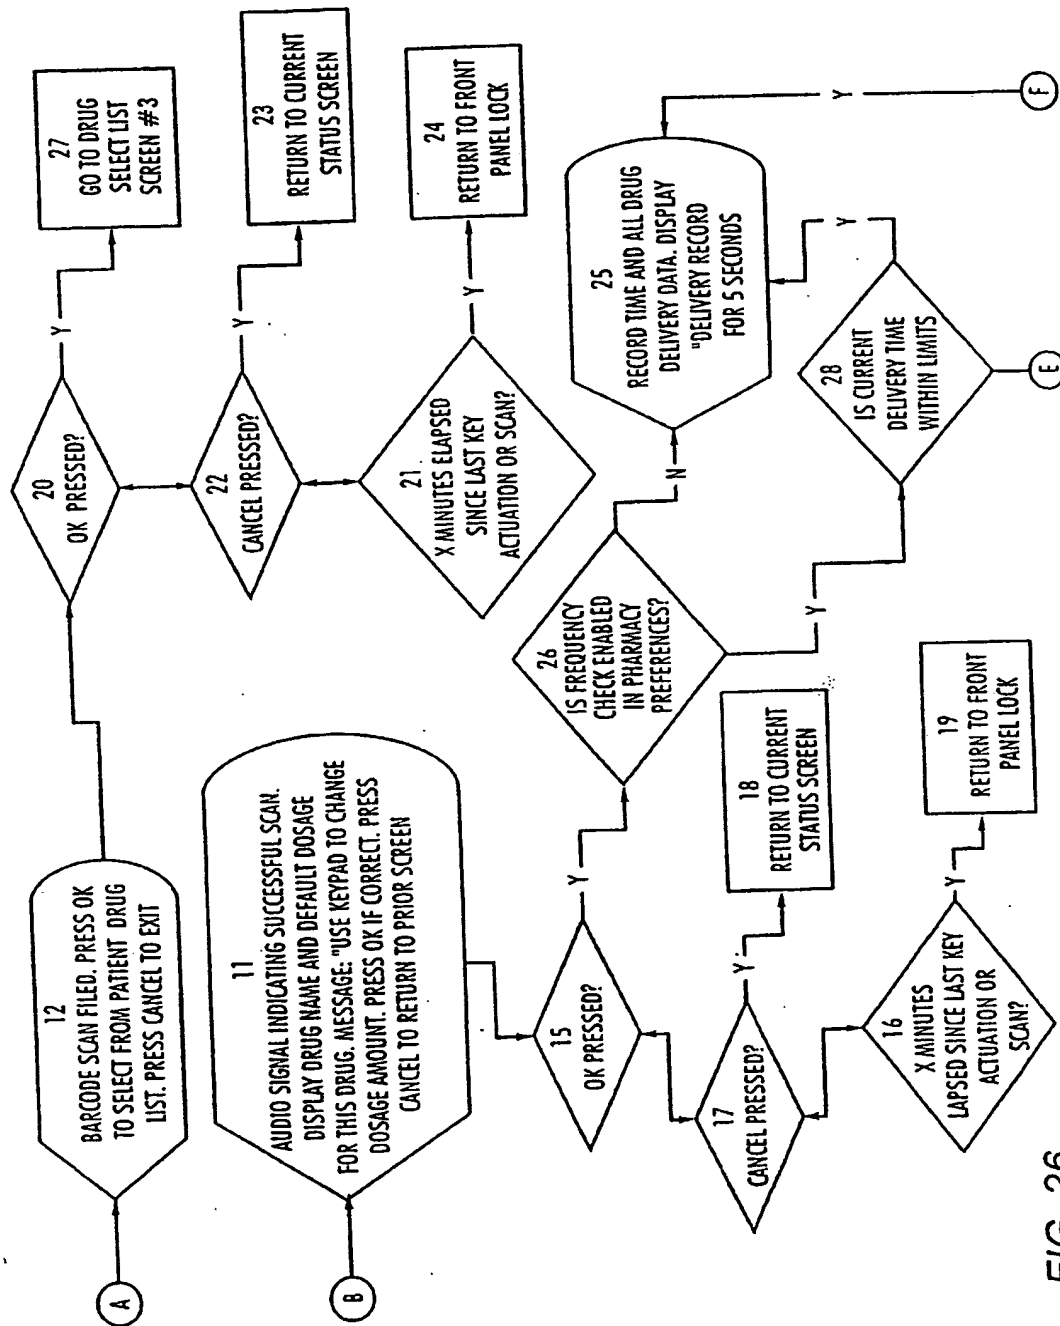 A
12
BARCODE SCAN FILED. PRESS OK
TO SELECT FROM PATIENT DRUG
LIST. PRESS CANCEL TO EXIT
20
OK PRESSED?
Y
27
GO TO DRUG
SELECT LIST
SCREEN #3
22
CANCEL PRESSED?
Y
23
RETURN TO CURRENT
STATUS SCREEN
21
X MINUTES ELAPSED
SINCE LAST KEY
ACTUATION OR SCAN?
Y
24
RETURN TO FRONT
PANEL LOCK
B
11
AUDIO SIGNAL INDICATING SUCCESSFUL SCAN.
DISPLAY DRUG NAME AND DEFAULT DOSAGE
FOR THIS DRUG. MESSAGE: "USE KEYPAD TO CHANGE
DOSAGE AMOUNT. PRESS OK IF CORRECT. PRESS
CANCEL TO RETURN TO PRIOR SCREEN
15
OK PRESSED?
Y
26
IS FREQUENCY
CHECK ENABLED
IN PHARMACY
PREFERENCES?
N
25
RECORD TIME AND ALL DRUG
DELIVERY DATA. DISPLAY
"DELIVERY RECORD
FOR 5 SECONDS
Y
F
Y
28
IS CURRENT
DELIVERY TIME
WITHIN LIMITS
Y
E
17
CANCEL PRESSED?
Y
18
RETURN TO CURRENT
STATUS SCREEN
16
X MINUTES
LAPSED SINCE LAST KEY
ACTUATION OR
SCAN?
Y
19
RETURN TO FRONT
PANEL LOCK
FIG. 26